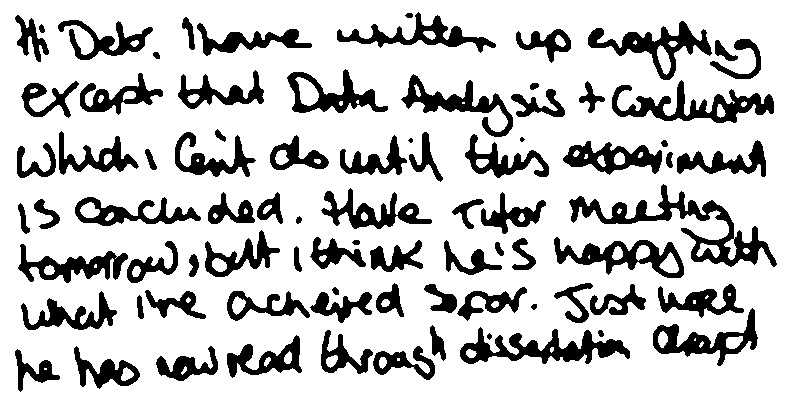 Hi Deb. I have written up everything
except that Data Analysis + Conclusion
which I can't do until this experiment
is concluded. Have Tutor meeting
tomorrow, but I think he's happy with
what I've acheived so far. Just hope
he has now read through dissertation draft